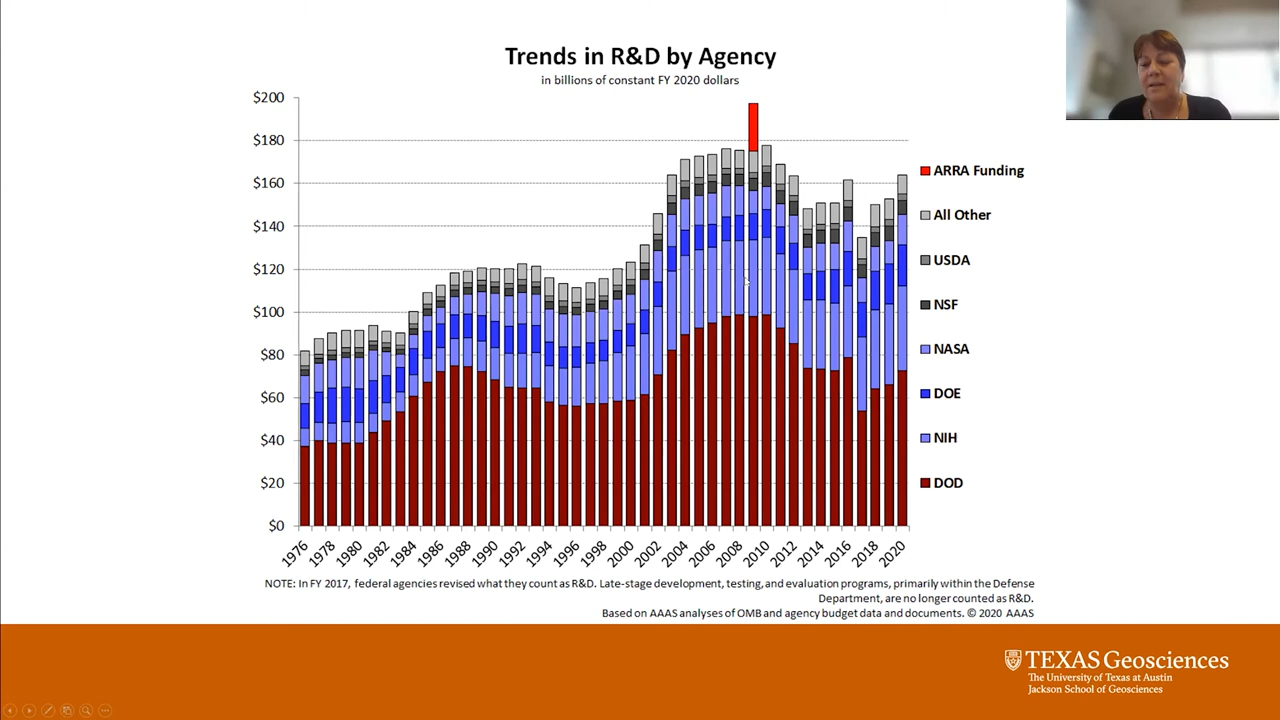 Trends in R&D by Agency
in billions of constant FY 2020 dollars
$200
$180
$160
$140
$120
$100
$80
$60
$40
$20
$0
1976
1978
1980
1982
1984
1986
1988
1990
1992
1994
1996
1998
2000
2002
2004
2006
2008
2010
2012
2014
2016
2018
2020
ARRA Funding
All Other
USDA
NSF
NASA
DOE
NIH
DOD
NOTE: In FY 2017, federal agencies revised what they count as R&D. Late-stage development, testing, and evaluation programs, primarily within the Defense
Department, are no longer counted as R&D.
Based on AAAS analyses of OMB and agency budget data and documents. © 2020 AAAS
TEXAS Geosciences
The University of Texas at Austin
Jackson School of Geosciences